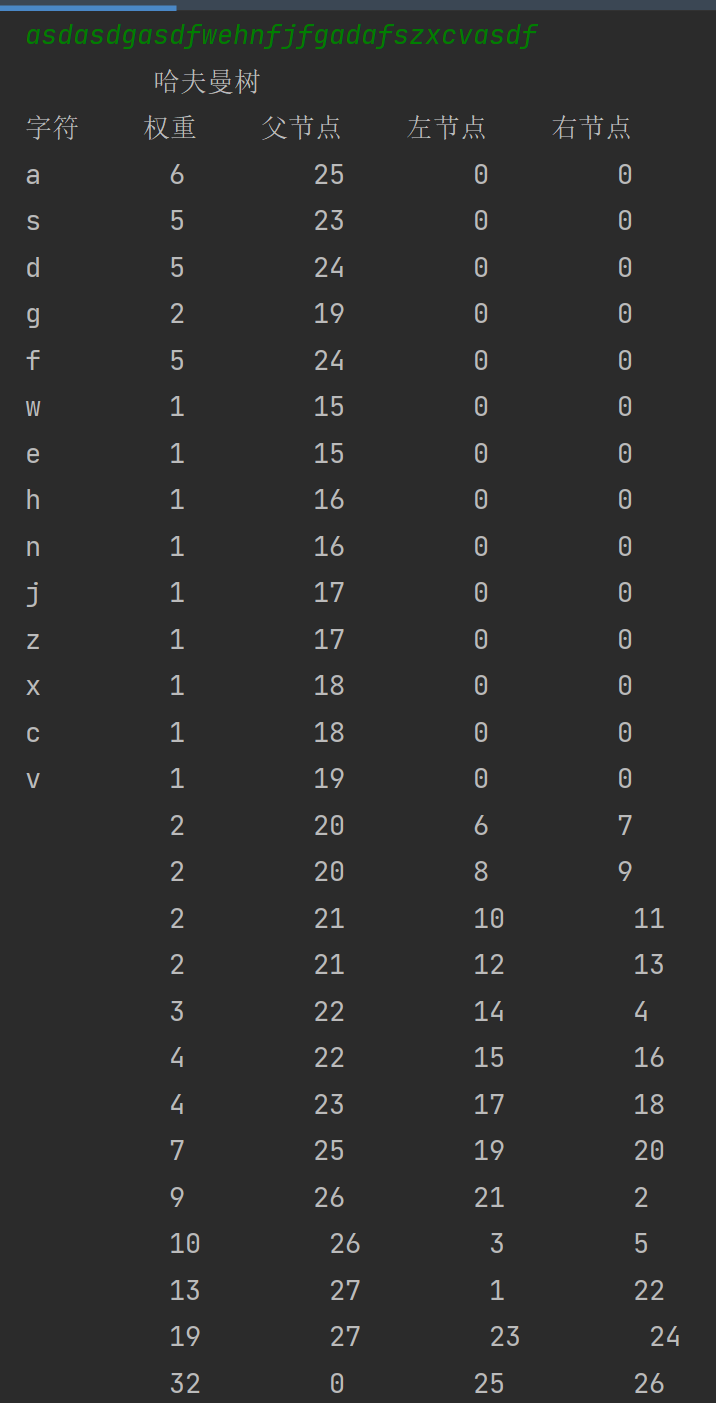 asdasdgasdfwehnfjfgadafszxcvasdf
哈夫曼树
字符 权重 父节点 左节点 右节点
a 6 25 0 0
s 5 23 0 0
d 5 24 0 0
g 2 19 0 0
f 5 24 0 0
w 1 15 0 0
e 1 15 0 0
h 1 16 0 0
n 1 16 0 0
j 1 17 0 0
z 1 17 0 0
x 1 18 0 0
c 1 18 0 0
v 1 19 0 0
2 20 6 7
2 20 8 9
2 21 10 11
2 21 12 13
3 22 14 4
4 22 15 16
4 23 17 18
7 25 19 20
9 26 21 2
10 26 3 5
13 27 1 22
19 27 23 24
32 0 25 26